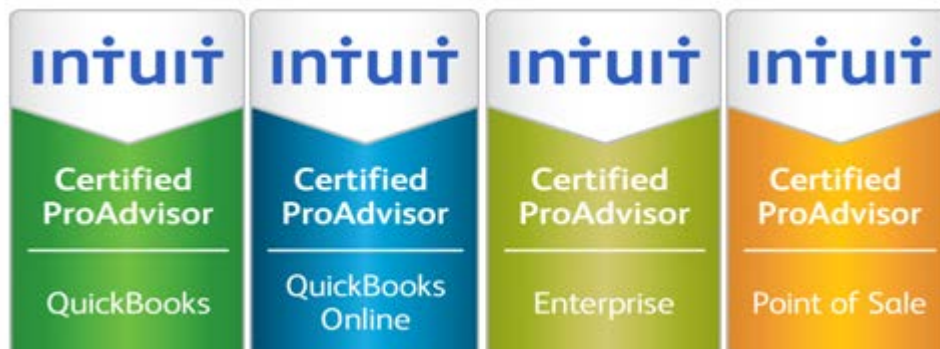 intuit
Certified
ProAdvisor
QuickBooks
intuit
Certified
ProAdvisor
QuickBooks
Online
intuit
Certified
ProAdvisor
Enterprise
intuit
Certified
ProAdvisor
Point of Sale